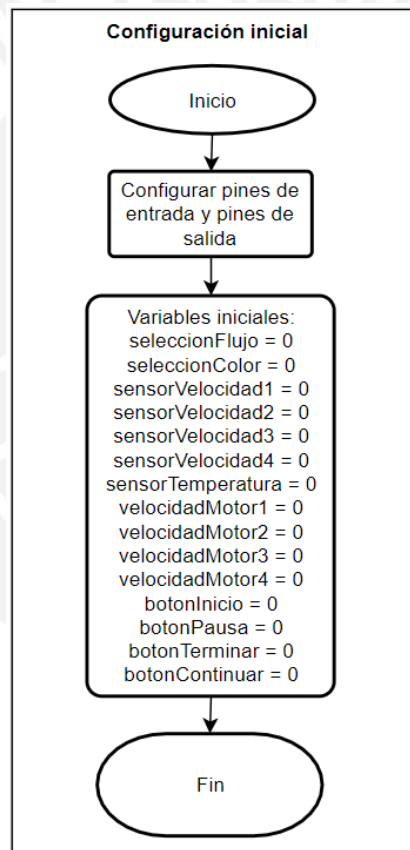 Configuración inicial
Inicio
Configurar pines de
entrada y pines de
salida
Variables iniciales:
seleccionFlujo = 0
seleccionColor = 0
sensorVelocidad1 = 0
sensorVelocidad2 = 0
sensorVelocidad3 = 0
sensorVelocidad4 = 0
sensorTemperatura = 0
velocidadMotor1 = 0
velocidadMotor2 = 0
velocidadMotor3 = 0
velocidadMotor4 = 0
botonInicio = 0
botonPausa = 0
botonTerminar = 0
botonContinuar = 0
Fin